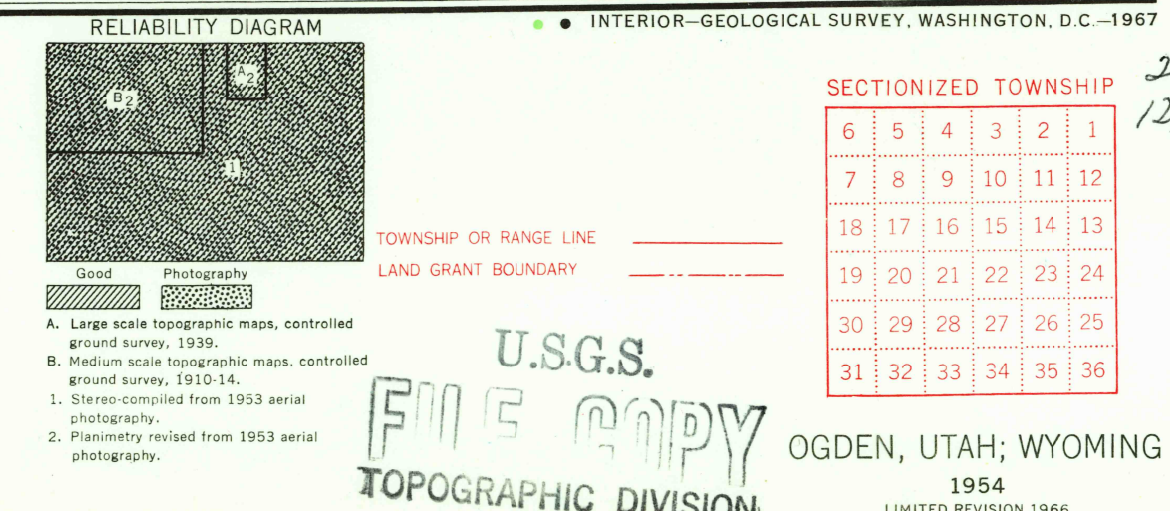 RELIABILITY DIAGRAM
INTERIOR—GEOLOGICAL SURVEY, WASHINGTON, D.C.—1967
A2
B2
1
Good Photography
A. Large scale topographic maps, controlled
ground survey, 1939.
B. Medium scale topographic maps. controlled
ground survey, 1910-14.
1. Stereo-compiled from 1953 aerial
photography.
2. Planimetry revised from 1953 aerial
photography.
TOWNSHIP OR RANGE LINE
LAND GRANT BOUNDARY
U.S.G.S.
FILE COPY
TOPOGRAPHIC DIVISION
SECTIONIZED TOWNSHIP
6 5 4 3 2 1
7 8 9 10 11 12
18 17 16 15 14 13
19 20 21 22 23 24
30 29 28 27 26 25
31 32 33 34 35 36
OGDEN, UTAH; WYOMING
1954
LIMITED REVISION 1966